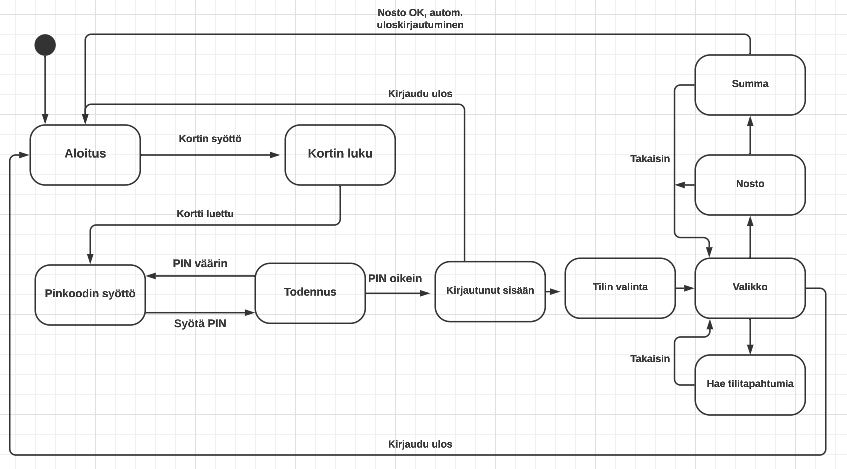 Nosto OK, autom.
uloskirjautuminen
Summa
Kirjaudu ulos
Kortin syöttö
Aloitus
Kortin luku
Takaisin
Nosto
Kortti luettu
PIN väärin
PIN oikein
Pinkoodin syöttö
Todennus
Kirjautunut sisään
Tilin valinta
Valikko
Syötä PIN
Takaisin
Hae tilitapahtumia
Kirjaudu ulos